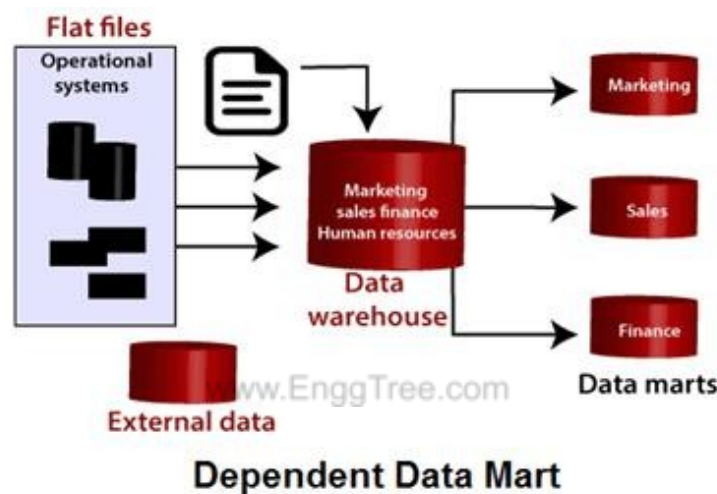 Flat files
Operational
systems
Marketing
sales finance
Human resources
Data
warehouse
Marketing
Sales
Finance
Data marts
External data
www.EnggTree.com
Dependent Data Mart